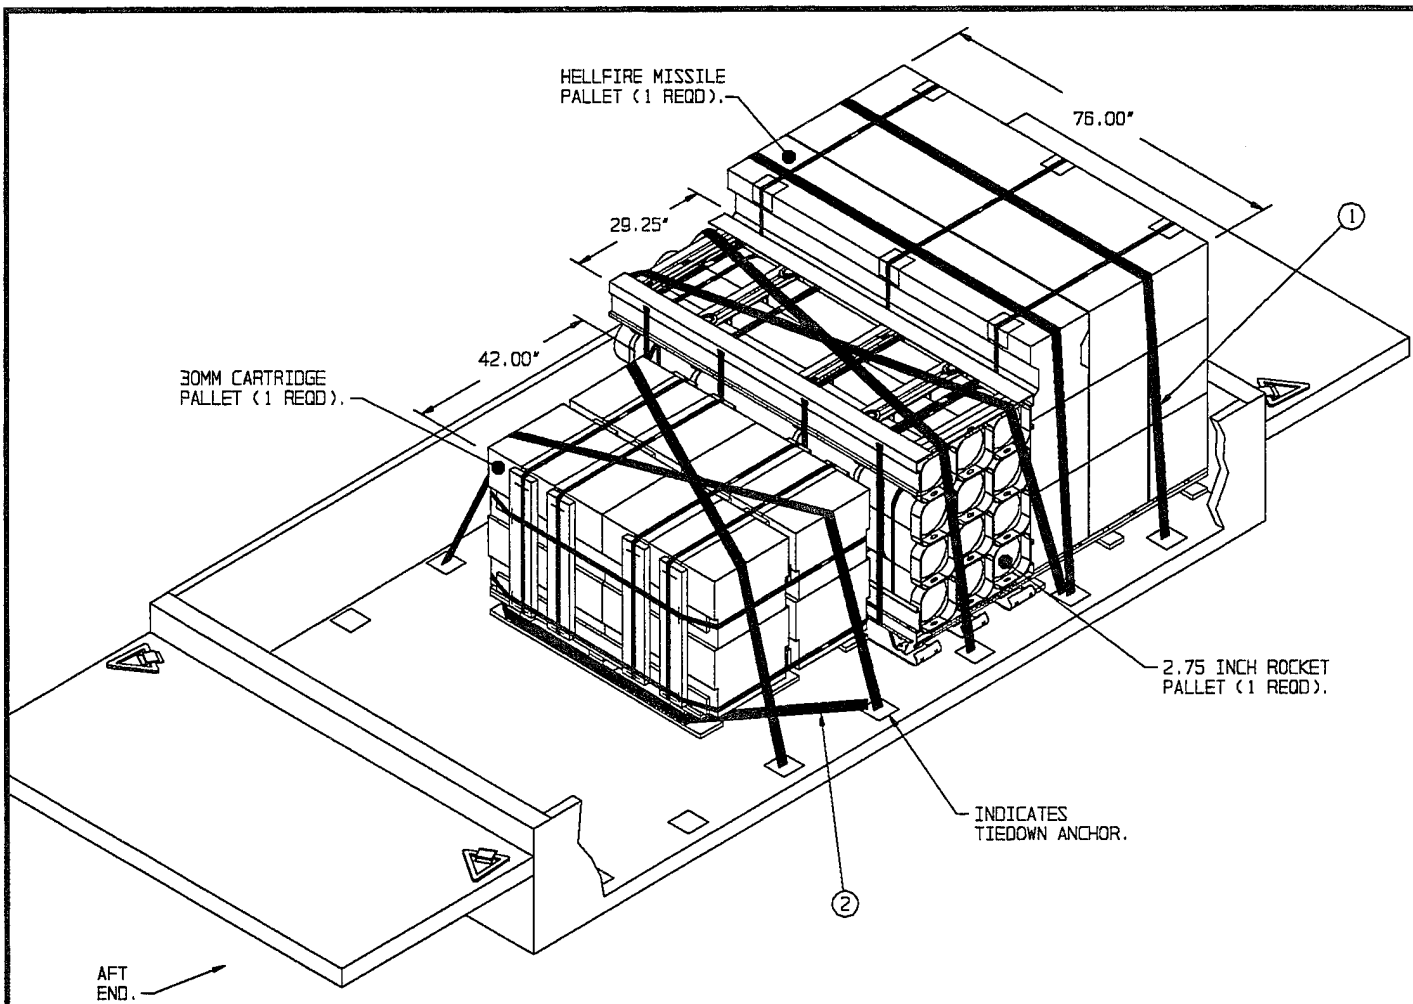 HELLFIRE MISSILE
PALLET (1 REQD).
76.00"
1
29.25"
42.00"
30MM CARTRIDGE
PALLET (1 REQD).
2.75 INCH ROCKET
PALLET (1 REQD).
INDICATES
TIEDOWN ANCHOR.
2
AFT
END.